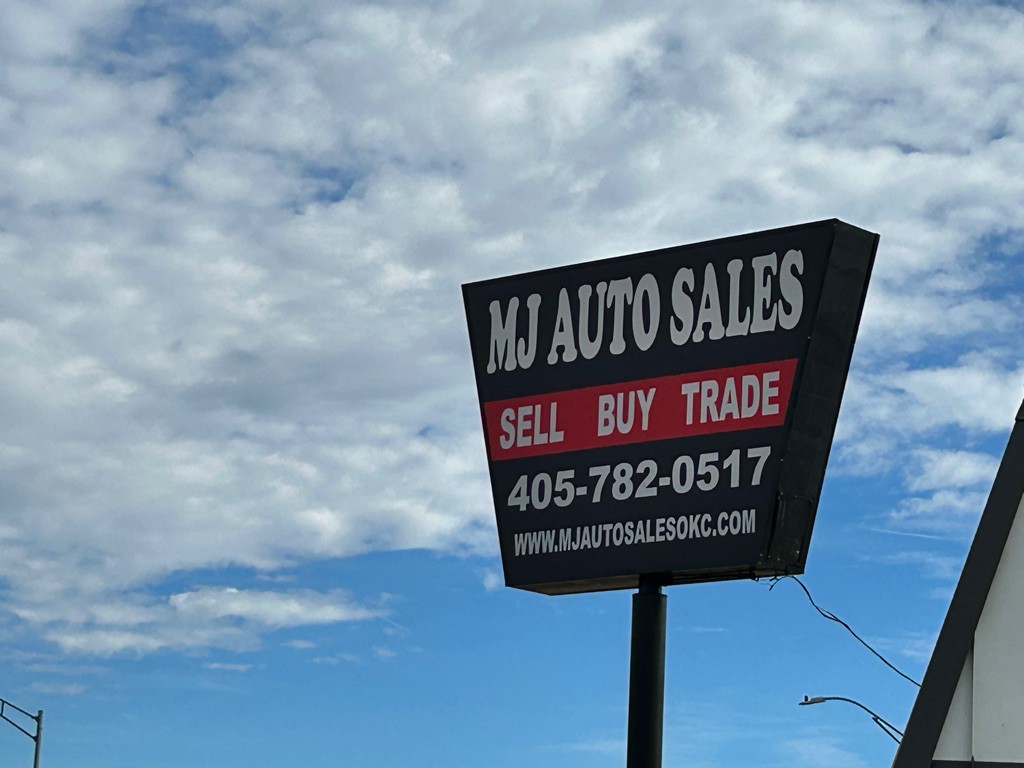 MJ AUTO SALES
SELL BUY TRADE
405-782-0517
WWW.MJAUTOSALESOKC.COM